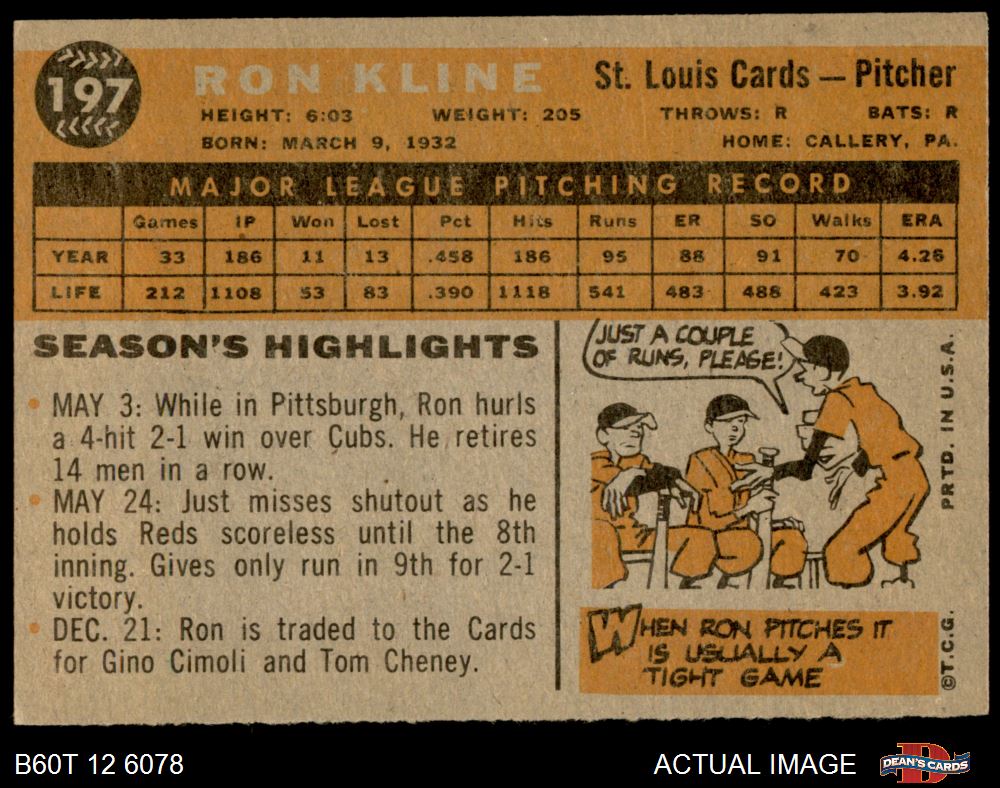 197
RON KLINE
St. Louis Cards — Pitcher
HEIGHT: 6:03 WEIGHT: 205 THROWS: R BATS: R
BORN: MARCH 9, 1932 HOME: CALLERY, PA.
MAJOR LEAGUE PITCHING RECORD
Games IP Won Lost Pct Hits Runs ER SO Walks ERA
YEAR 33 186 11 13 .458 186 95 88 91 70 4.26
LIFE 212 1108 53 83 .390 1118 541 483 488 423 3.92
SEASON'S HIGHLIGHTS
• MAY 3: While in Pittsburgh, Ron hurls
a 4-hit 2-1 win over Cubs. He retires
14 men in a row.
• MAY 24: Just misses shutout as he
holds Reds scoreless until the 8th
inning. Gives only run in 9th for 2-1
victory.
• DEC. 21: Ron is traded to the Cards
for Gino Cimoli and Tom Cheney.
JUST A COUPLE
OF RUNS, PLEASE!
WHEN RON PITCHES IT
IS USUALLY A
TIGHT GAME
©T.C.G. PRTD. IN U.S.A.
B60T 12 6078
ACTUAL IMAGE
D
DEAN'S CARDS